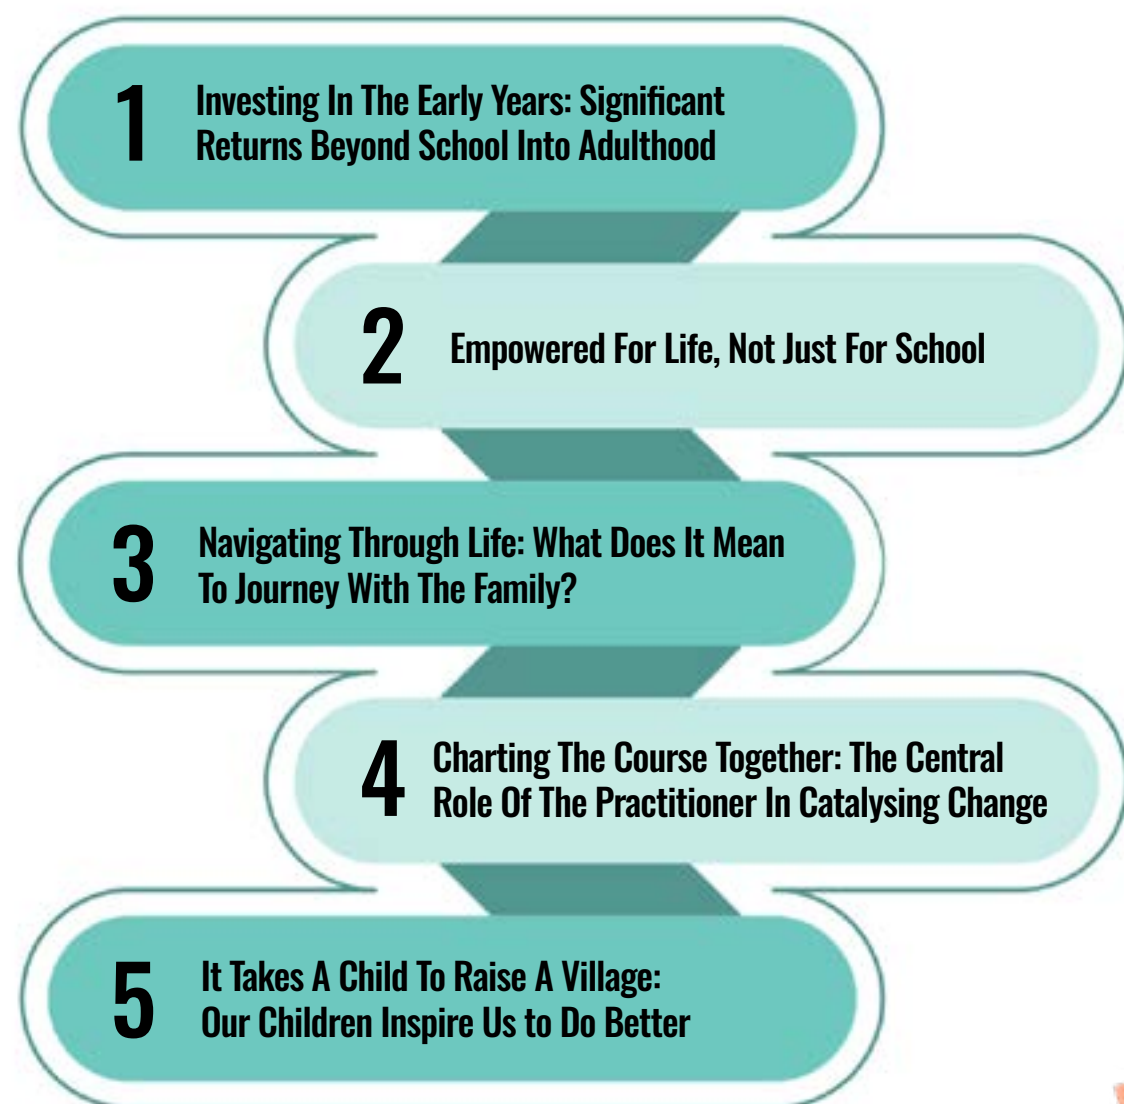 1
Investing In The Early Years: Significant
Returns Beyond School Into Adulthood
2
Empowered For Life, Not Just For School
3
Navigating Through Life: What Does It Mean
To Journey With The Family?
4
Charting The Course Together: The Central
Role Of The Practitioner In Catalysing Change
5
It Takes A Child To Raise A Village:
Our Children Inspire Us to Do Better